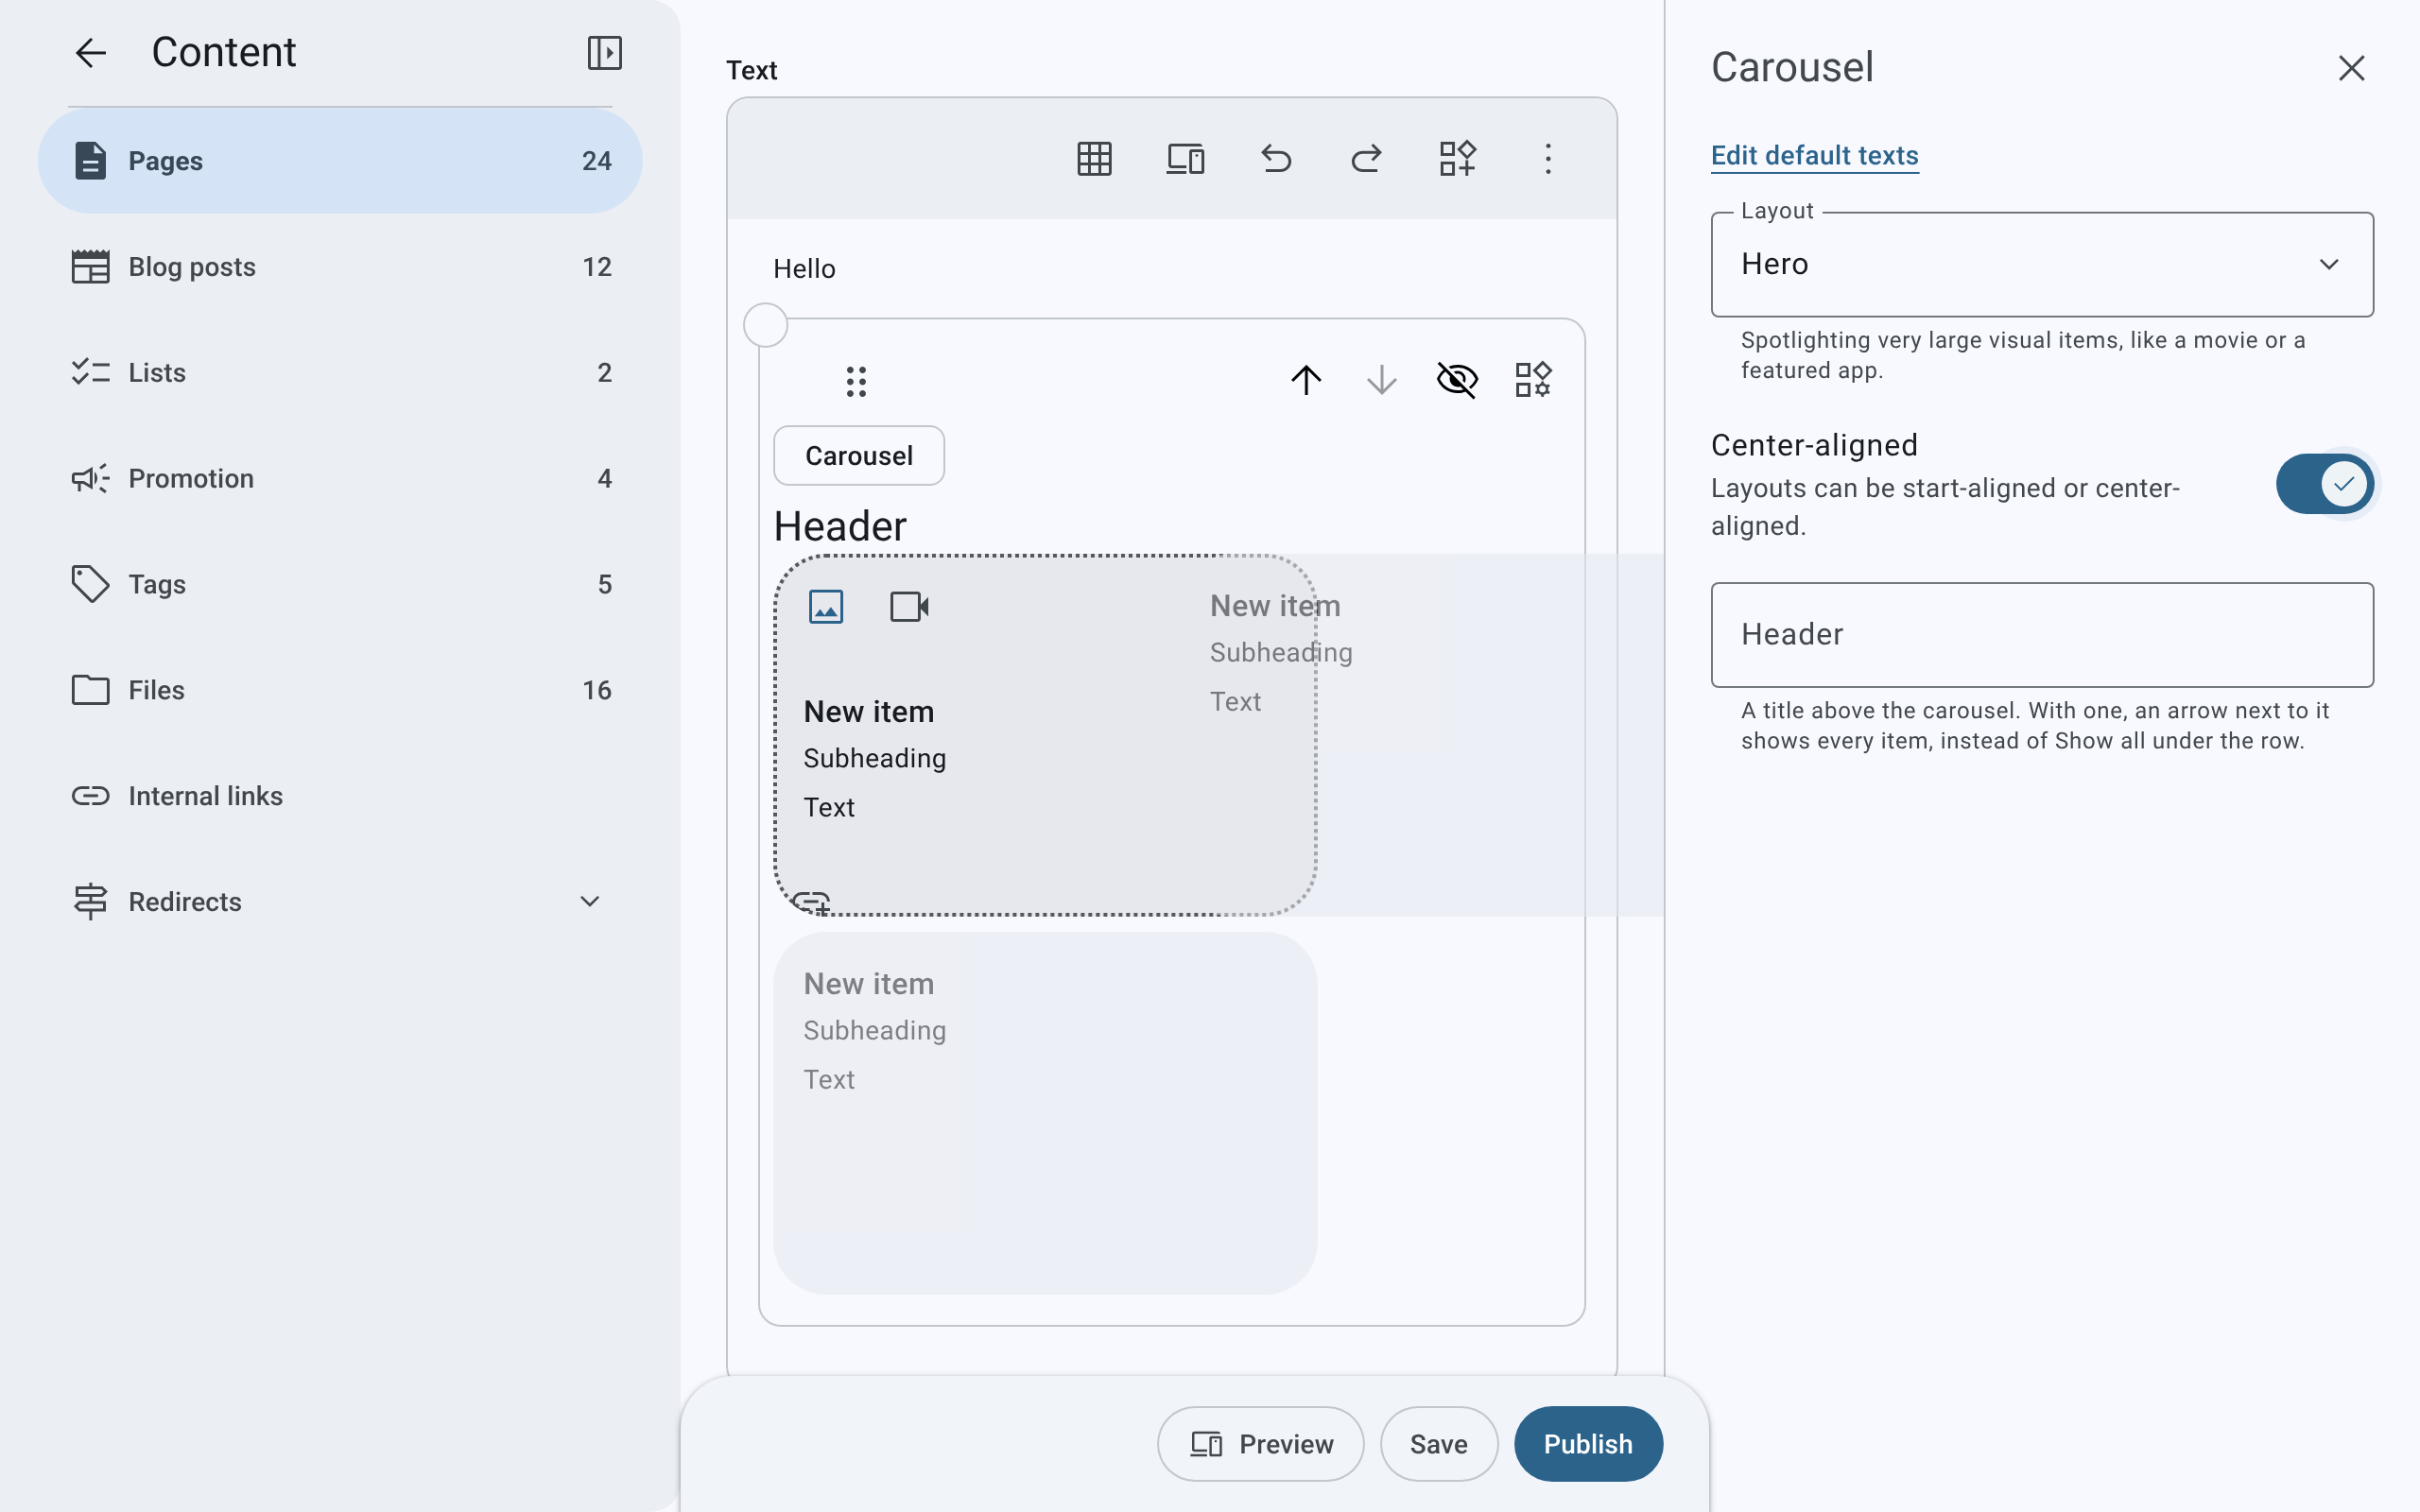 Content
Pages 24
Blog posts 12
Lists 2
Promotion 4
Tags 5
Files 16
Internal links
Redirects
Text
Hello
Carousel
Header
New item
Subheading
Text
New item
Subheading
Text
New item
Subheading
Text
Preview
Save
Publish
Carousel
Edit default texts
Layout
Hero
Spotlighting very large visual items, like a movie or a
featured app.
Center-aligned
Layouts can be start-aligned or center-
aligned.
Header
A title above the carousel. With one, an arrow next to it
shows every item, instead of Show all under the row.